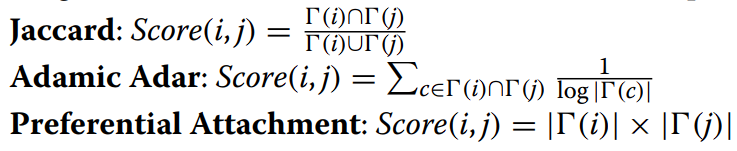 Jaccard: Score(i, j) = Γ(i)∩Γ(j) / Γ(i)∪Γ(j)
Adamic Adar: Score(i, j) = ∑c∈Γ(i)∩Γ(j) 1 / log |Γ(c)|
Preferential Attachment: Score(i, j) = |Γ(i)| × |Γ(j)|